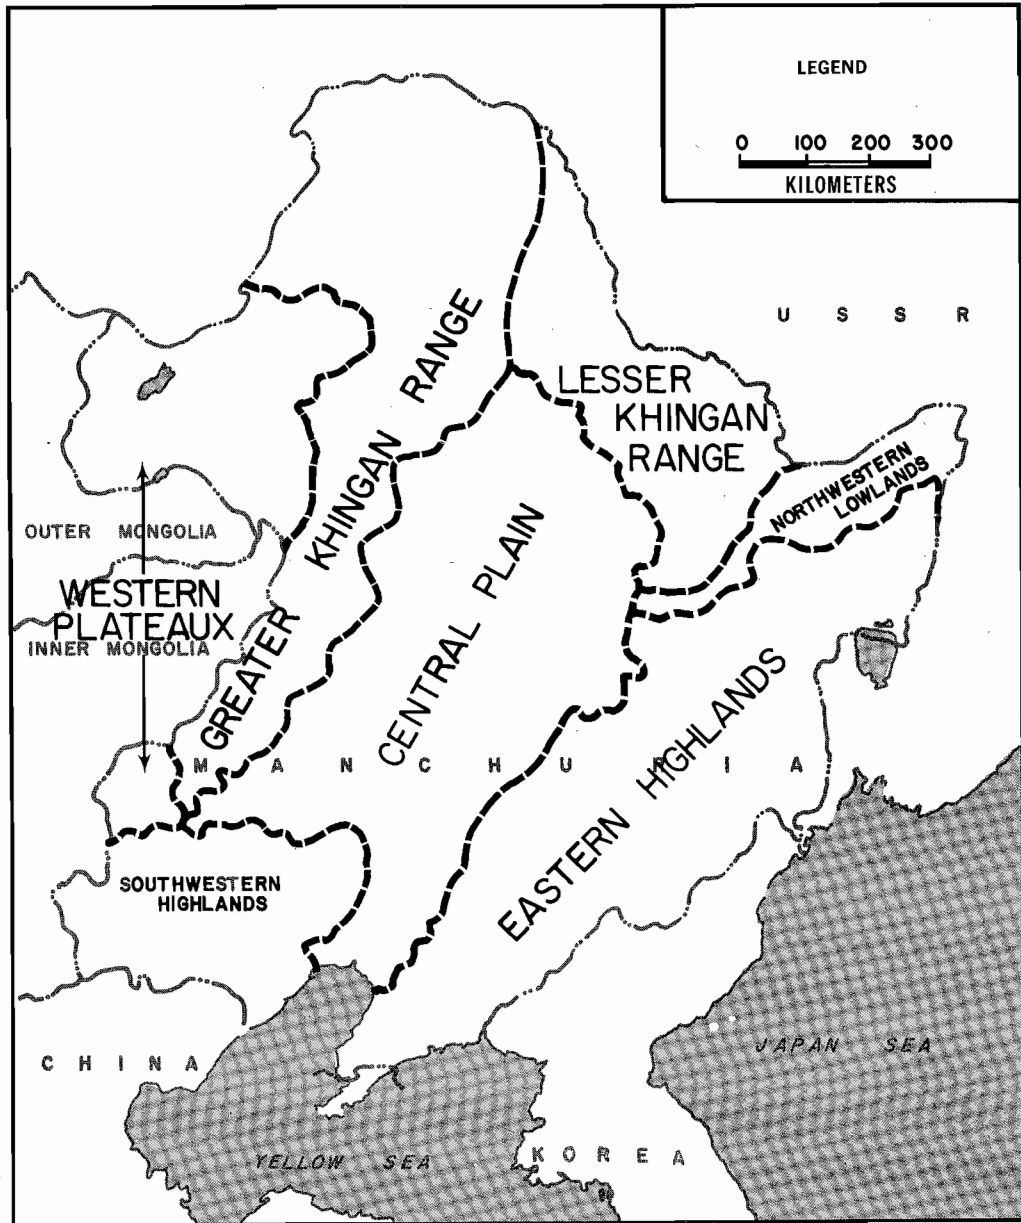 LEGEND
0 100 200 300
KILOMETERS
U S S R
GREATER KHINGAN RANGE
LESSER
KHINGAN
RANGE
NORTHWESTERN
LOWLANDS
OUTER MONGOLIA
WESTERN
PLATEAUX
INNER MONGOLIA
CENTRAL PLAIN
M A N C H U R I A
EASTERN HIGHLANDS
SOUTHWESTERN
HIGHLANDS
C H I N A
JAPAN SEA
YELLOW SEA
K O R E A